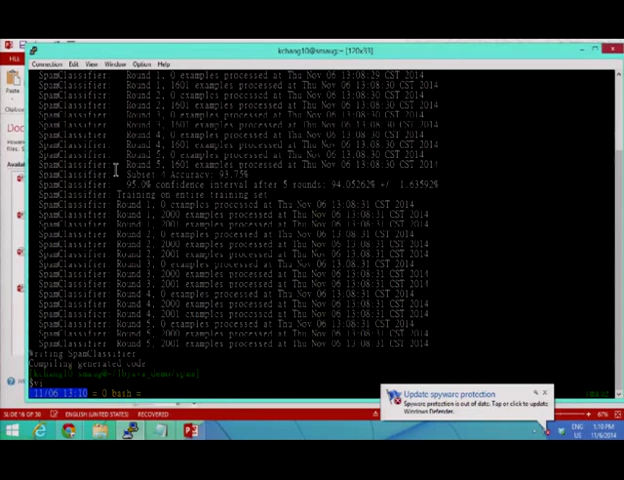 kchang10@smaug:~ [120x33]
Connection Edit View Window Option Help
SpamClassifier: Round 1, 0 examples processed at Thu Nov 06 13:08:29 CST 2014
SpamClassifier: Round 1, 1601 examples processed at Thu Nov 06 13:08:30 CST 2014
SpamClassifier: Round 2, 0 examples processed at Thu Nov 06 13:08:30 CST 2014
SpamClassifier: Round 2, 1601 examples processed at Thu Nov 06 13:08:30 CST 2014
SpamClassifier: Round 3, 0 examples processed at Thu Nov 06 13:08:30 CST 2014
SpamClassifier: Round 3, 1601 examples processed at Thu Nov 06 13:08:30 CST 2014
SpamClassifier: Round 4, 0 examples processed at Thu Nov 06 13:08:30 CST 2014
SpamClassifier: Round 4, 1601 examples processed at Thu Nov 06 13:08:30 CST 2014
SpamClassifier: Round 5, 0 examples processed at Thu Nov 06 13:08:30 CST 2014
SpamClassifier: Round 5, 1601 examples processed at Thu Nov 06 13:08:30 CST 2014
SpamClassifier: Subset 4 Accuracy: 93.75%
SpamClassifier: 95.0% confidence interval after 5 rounds: 94.05262% +/- 1.63592%
SpamClassifier: Training on entire training set
SpamClassifier: Round 1, 0 examples processed at Thu Nov 06 13:08:31 CST 2014
SpamClassifier: Round 1, 2000 examples processed at Thu Nov 06 13:08:31 CST 2014
SpamClassifier: Round 1, 2001 examples processed at Thu Nov 06 13:08:31 CST 2014
SpamClassifier: Round 2, 0 examples processed at Thu Nov 06 13:08:31 CST 2014
SpamClassifier: Round 2, 2000 examples processed at Thu Nov 06 13:08:31 CST 2014
SpamClassifier: Round 2, 2001 examples processed at Thu Nov 06 13:08:31 CST 2014
SpamClassifier: Round 3, 0 examples processed at Thu Nov 06 13:08:31 CST 2014
SpamClassifier: Round 3, 2000 examples processed at Thu Nov 06 13:08:31 CST 2014
SpamClassifier: Round 3, 2001 examples processed at Thu Nov 06 13:08:31 CST 2014
SpamClassifier: Round 4, 0 examples processed at Thu Nov 06 13:08:31 CST 2014
SpamClassifier: Round 4, 2000 examples processed at Thu Nov 06 13:08:31 CST 2014
SpamClassifier: Round 4, 2001 examples processed at Thu Nov 06 13:08:31 CST 2014
SpamClassifier: Round 5, 0 examples processed at Thu Nov 06 13:08:31 CST 2014
SpamClassifier: Round 5, 2000 examples processed at Thu Nov 06 13:08:31 CST 2014
SpamClassifier: Round 5, 2001 examples processed at Thu Nov 06 13:08:31 CST 2014
Writing SpamClassifier
Compiling generated code
$vi
11/06 13:10 = 0 bash =
Update spyware protection
Spyware protection is out of date. Tap or click to update
Windows Defender.
SLIDE 16 OF 30 ENGLISH (UNITED STATES) RECOVERED 67%
ENG 1:10 PM
US 11/6/2014